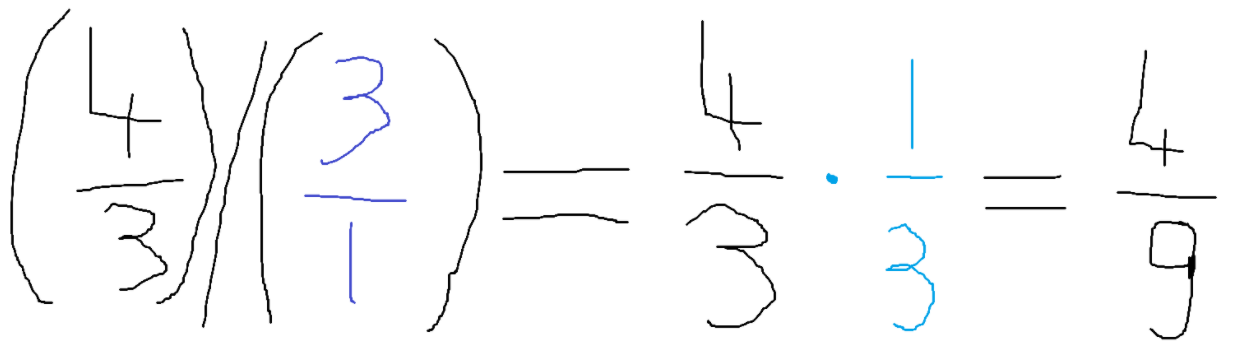 (4/3)/(3/1) = 4/3 · 1/3 = 4/9